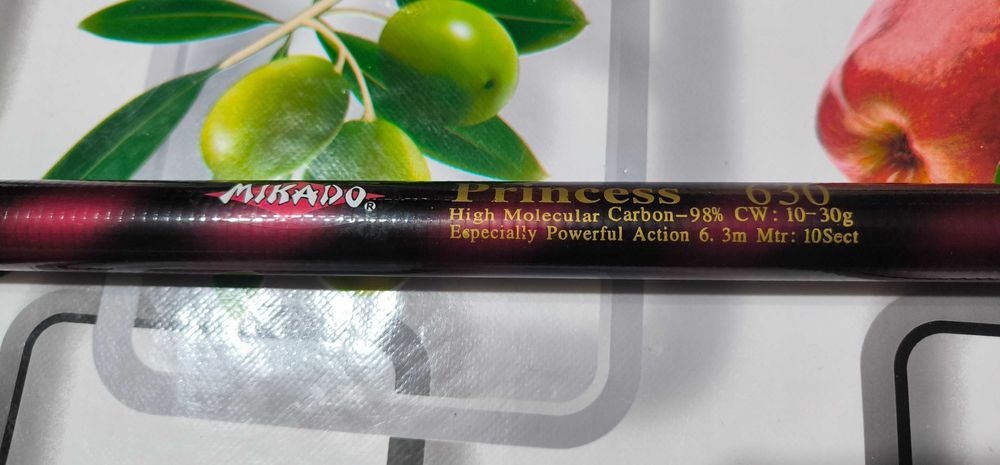 MIKADO®
Princess 630
High Molecular Carbon-98% CW: 10-30g
Especially Powerful Action 6. 3m Mtr: 10Sect